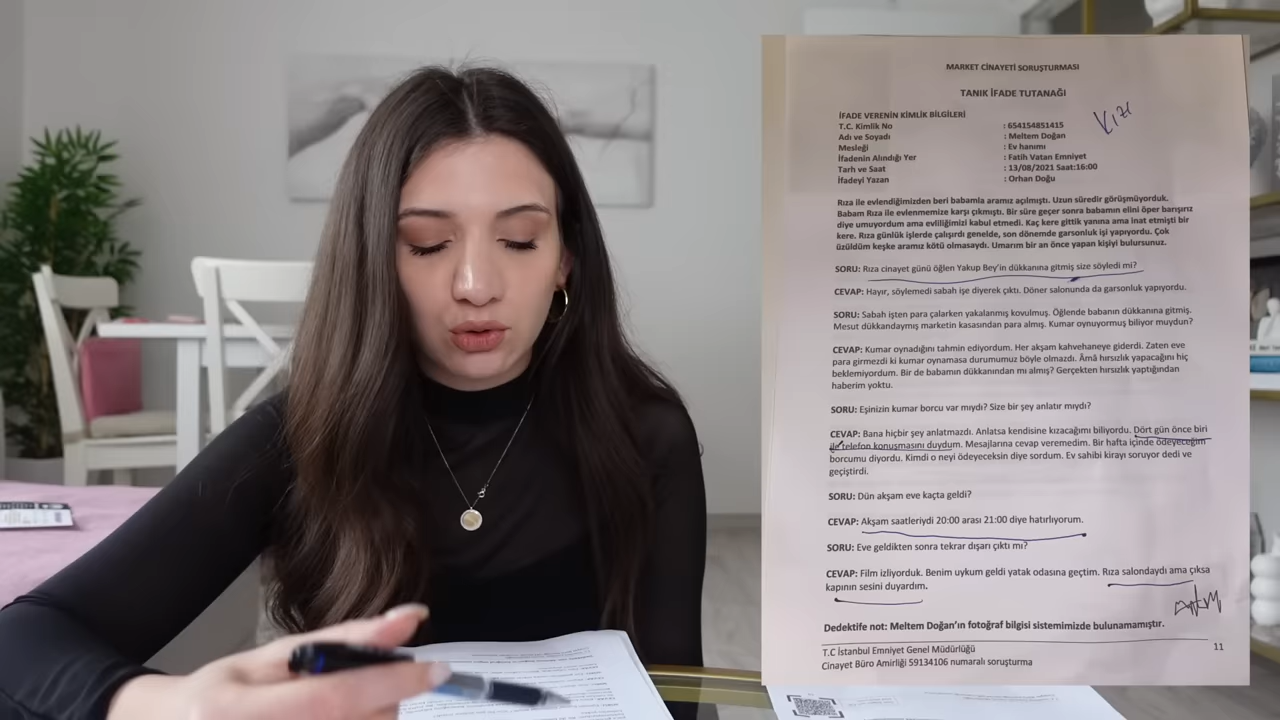 MARKET CİNAYETİ SORUŞTURMASI
TANIK İFADE TUTANAĞI
KIZI
İFADE VERENİN KİMLİK BİLGİLERİ
T.C. Kimlik No : 654154851415
Adı ve Soyadı : Meltem Doğan
Mesleği : Ev hanımı
İfadenin Alındığı Yer : Fatih Vatan Emniyet
Tarh ve Saat : 13/08/2021 Saat:16:00
İfadeyi Yazan : Orhan Doğu
Rıza ile evlendiğimizden beri babamla aramız açılmıştı. Uzun süredir görüşmüyorduk.
Babam Rıza ile evlenmemize karşı çıkmıştı. Bir süre geçer sonra babamın elini öper barışırız
diye umuyordum ama evliliğimizi kabul etmedi. Kaç kere gittik yanına ama inat etmişti bir
kere. Rıza günlük işlerde çalışırdı genelde, son dönemde garsonluk işi yapıyordu. Çok
üzüldüm keşke aramız kötü olmasaydı. Umarım bir an önce yapan kişiyi bulursunuz.
SORU: Rıza cinayet günü öğlen Yakup Bey'in dükkanına gitmiş size söyledi mi?
CEVAP: Hayır, söylemedi sabah işe diyerek çıktı. Döner salonunda da garsonluk yapıyordu.
SORU: Sabah işten para çalarken yakalanmış kovulmuş. Öğlende babanın dükkanına gitmiş.
Mesut dükkandaymış marketin kasasından para almış. Kumar oynuyormuş biliyor muydun?
CEVAP: Kumar oynadığını tahmin ediyordum. Her akşam kahvehaneye giderdi. Zaten eve
para girmezdi ki kumar oynamasa durumumuz böyle olmazdı. Âmâ hırsızlık yapacağını hiç
beklemiyordum. Bir de babamın dükkanından mı almış? Gerçekten hırsızlık yaptığından
haberim yoktu.
SORU: Eşinizin kumar borcu var mıydı? Size bir şey anlatır mıydı?
CEVAP: Bana hiçbir şey anlatmazdı. Anlatsa kendisine kızacağımı biliyordu. Dört gün önce biri
ile telefon konuşmasını duydum. Mesajlarına cevap veremedim. Bir hafta içinde ödeyeceğim
borcumu diyordu. Kimdi o neyi ödeyeceksin diye sordum. Ev sahibi kirayı soruyor dedi ve
geçiştirdi.
SORU: Dün akşam eve kaçta geldi?
CEVAP: Akşam saatleriydi 20:00 arası 21:00 diye hatırlıyorum.
SORU: Eve geldikten sonra tekrar dışarı çıktı mı?
CEVAP: Film izliyorduk. Benim uykum geldi yatak odasına geçtim. Rıza salondaydı ama çıksa
kapının sesini duyardım.
Dedektife not: Meltem Doğan'ın fotoğraf bilgisi sistemimizde bulunamamıştır.
T.C İstanbul Emniyet Genel Müdürlüğü
11
Cinayet Büro Amirliği 59134106 numaralı soruşturma